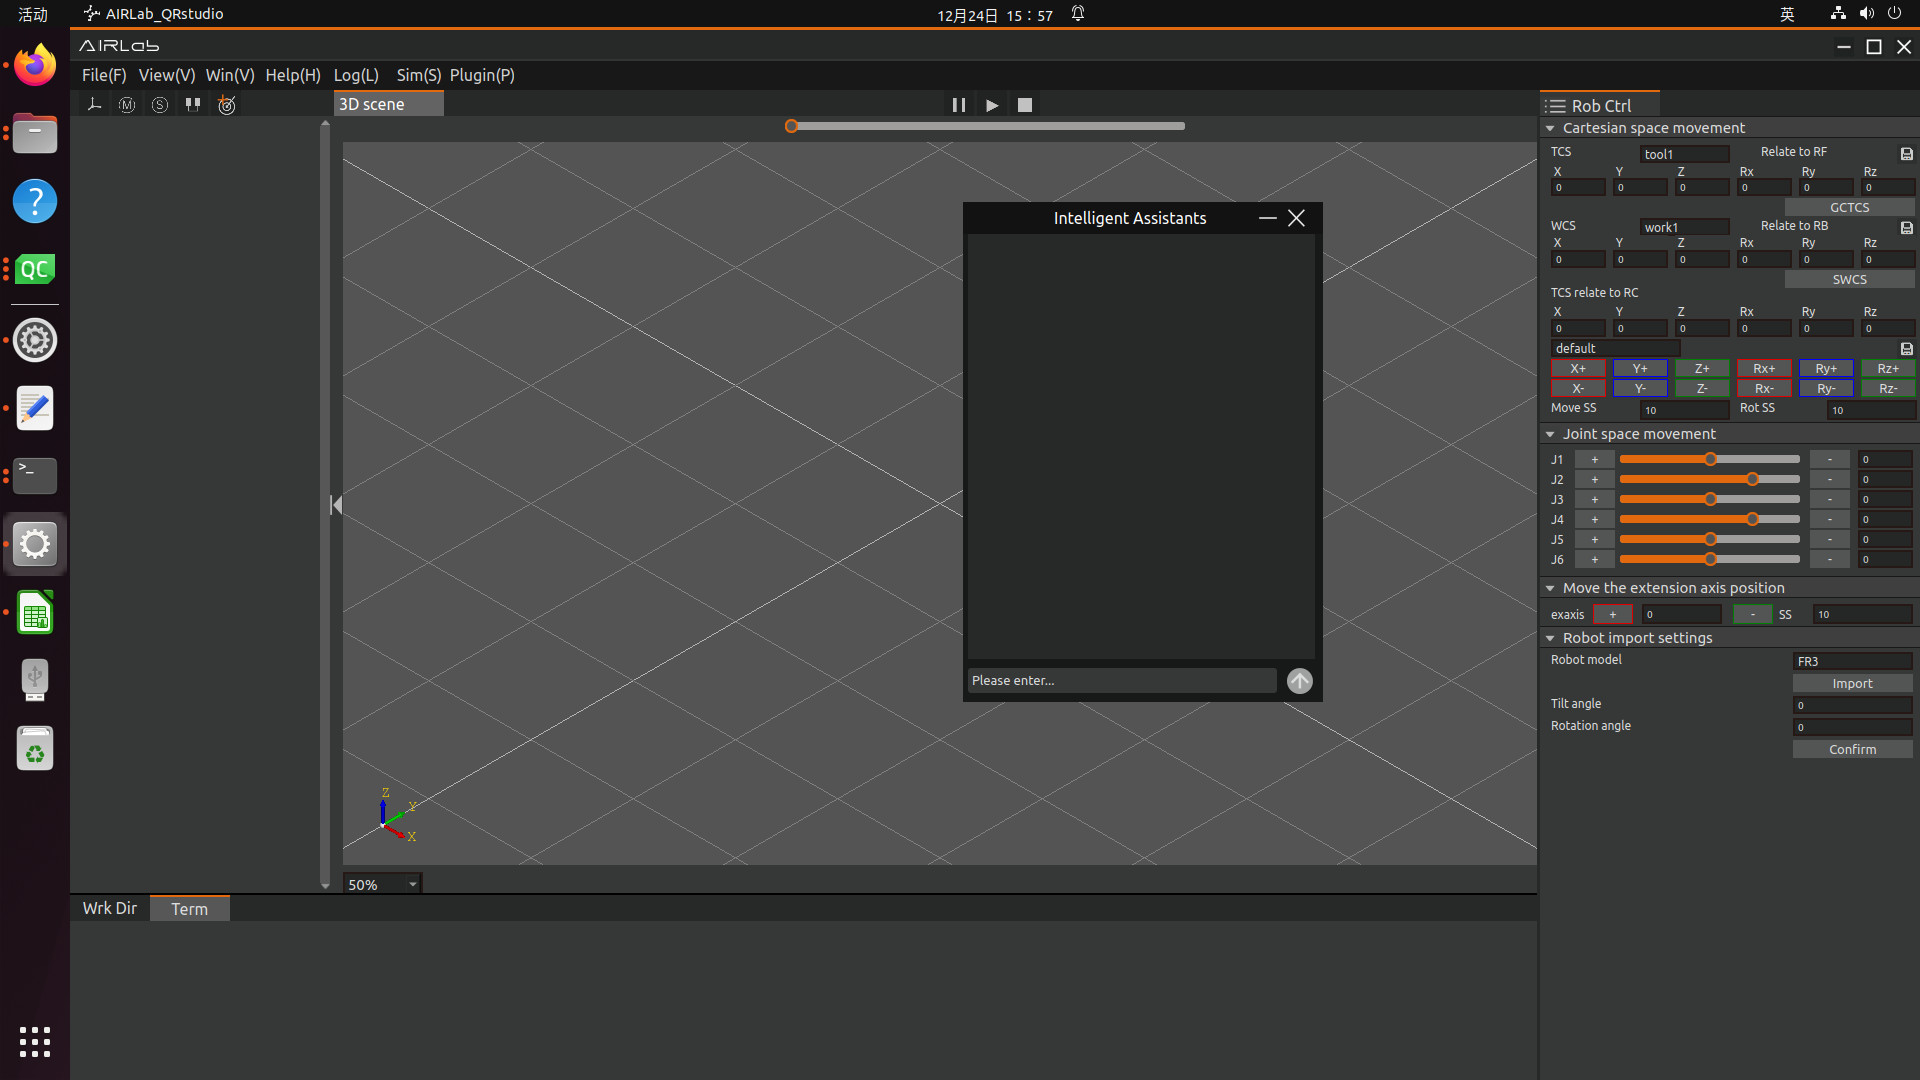 活动
AIRLab_QRstudio
12月24日 15：57
英
AIRLab
File(F) View(V) Win(V) Help(H) Log(L) Sim(S) Plugin(P)
M S
3D scene
Rob Ctrl
Cartesian space movement
TCS tool1 Relate to RF
X Y Z Rx Ry Rz
0 0 0 0 0 0
GCTCS
WCS work1 Relate to RB
X Y Z Rx Ry Rz
0 0 0 0 0 0
SWCS
TCS relate to RC
X Y Z Rx Ry Rz
0 0 0 0 0 0
default
X+ Y+ Z+ Rx+ Ry+ Rz+
X- Y- Z- Rx- Ry- Rz-
Move SS 10 Rot SS 10
Joint space movement
J1 + - 0
J2 + - 0
J3 + - 0
J4 + - 0
J5 + - 0
J6 + - 0
Move the extension axis position
exaxis + 0 - SS 10
Robot import settings
Robot model FR3
Import
Tilt angle 0
Rotation angle 0
Confirm
Intelligent Assistants
Please enter...
QC
?
>_
Z
Y
X
50%
Wrk Dir Term